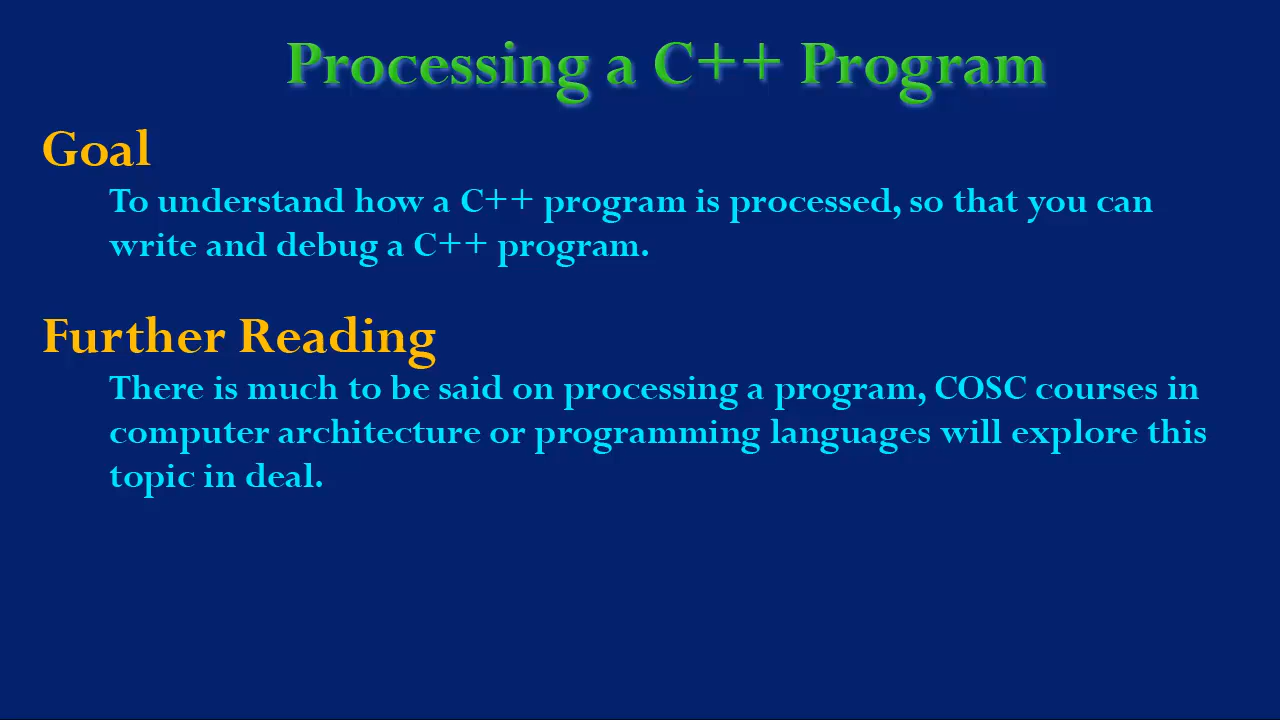 Processing a C++ Program
Goal
To understand how a C++ program is processed, so that you can
write and debug a C++ program.
Further Reading
There is much to be said on processing a program, COSC courses in
computer architecture or programming languages will explore this
topic in deal.